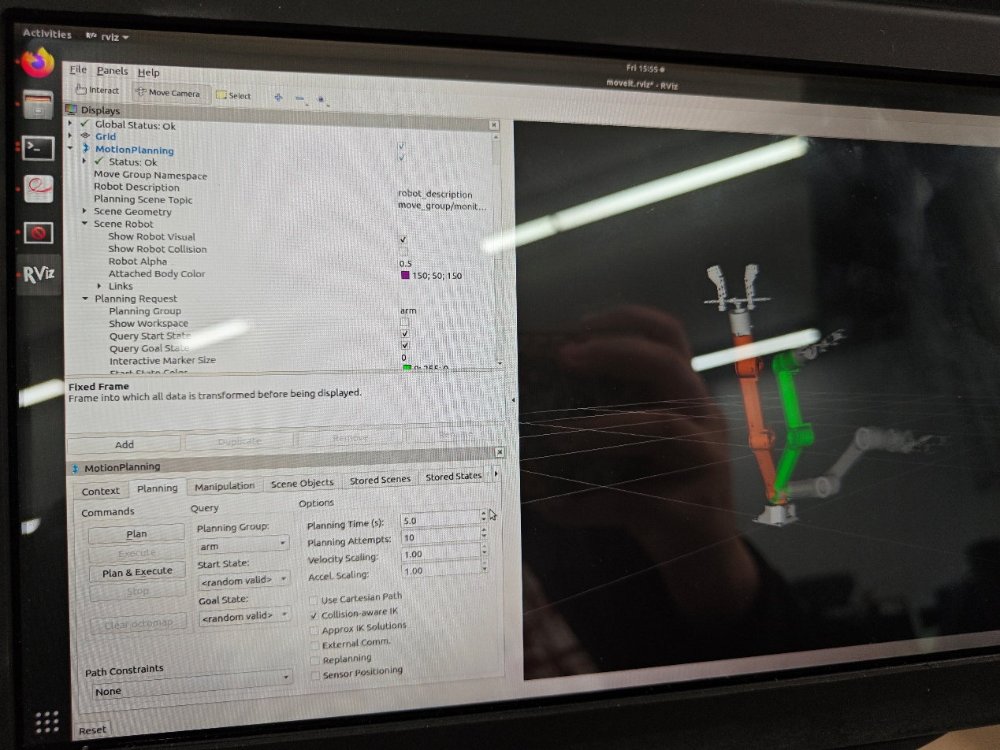 Activities
RViz rviz
Fri 15:55
moveit.rviz* - RViz
File Panels Help
Interact Move Camera Select
Displays
Global Status: Ok
Grid
MotionPlanning
Status: Ok
Move Group Namespace
Robot Description robot_description
Planning Scene Topic move_group/monit...
Scene Geometry
Scene Robot
Show Robot Visual
Show Robot Collision
Robot Alpha 0.5
Attached Body Color 150; 50; 150
Links
Planning Request
Planning Group arm
Show Workspace
Query Start State
Query Goal State
Interactive Marker Size 0
Start State Color 0; 255; 0
Fixed Frame
Frame into which all data is transformed before being displayed.
Add Duplicate Remove Rename
MotionPlanning
Context Planning Manipulation Scene Objects Stored Scenes Stored States
Commands
Plan
Execute
Plan & Execute
Stop
Clear octomap
Query
Planning Group:
arm
Start State:
<random valid>
Goal State:
<random valid>
Options
Planning Time (s): 5.0
Planning Attempts: 10
Velocity Scaling: 1.00
Accel. Scaling: 1.00
Use Cartesian Path
Collision-aware IK
Approx IK Solutions
External Comm.
Replanning
Sensor Positioning
Path Constraints
None
Reset
RViz